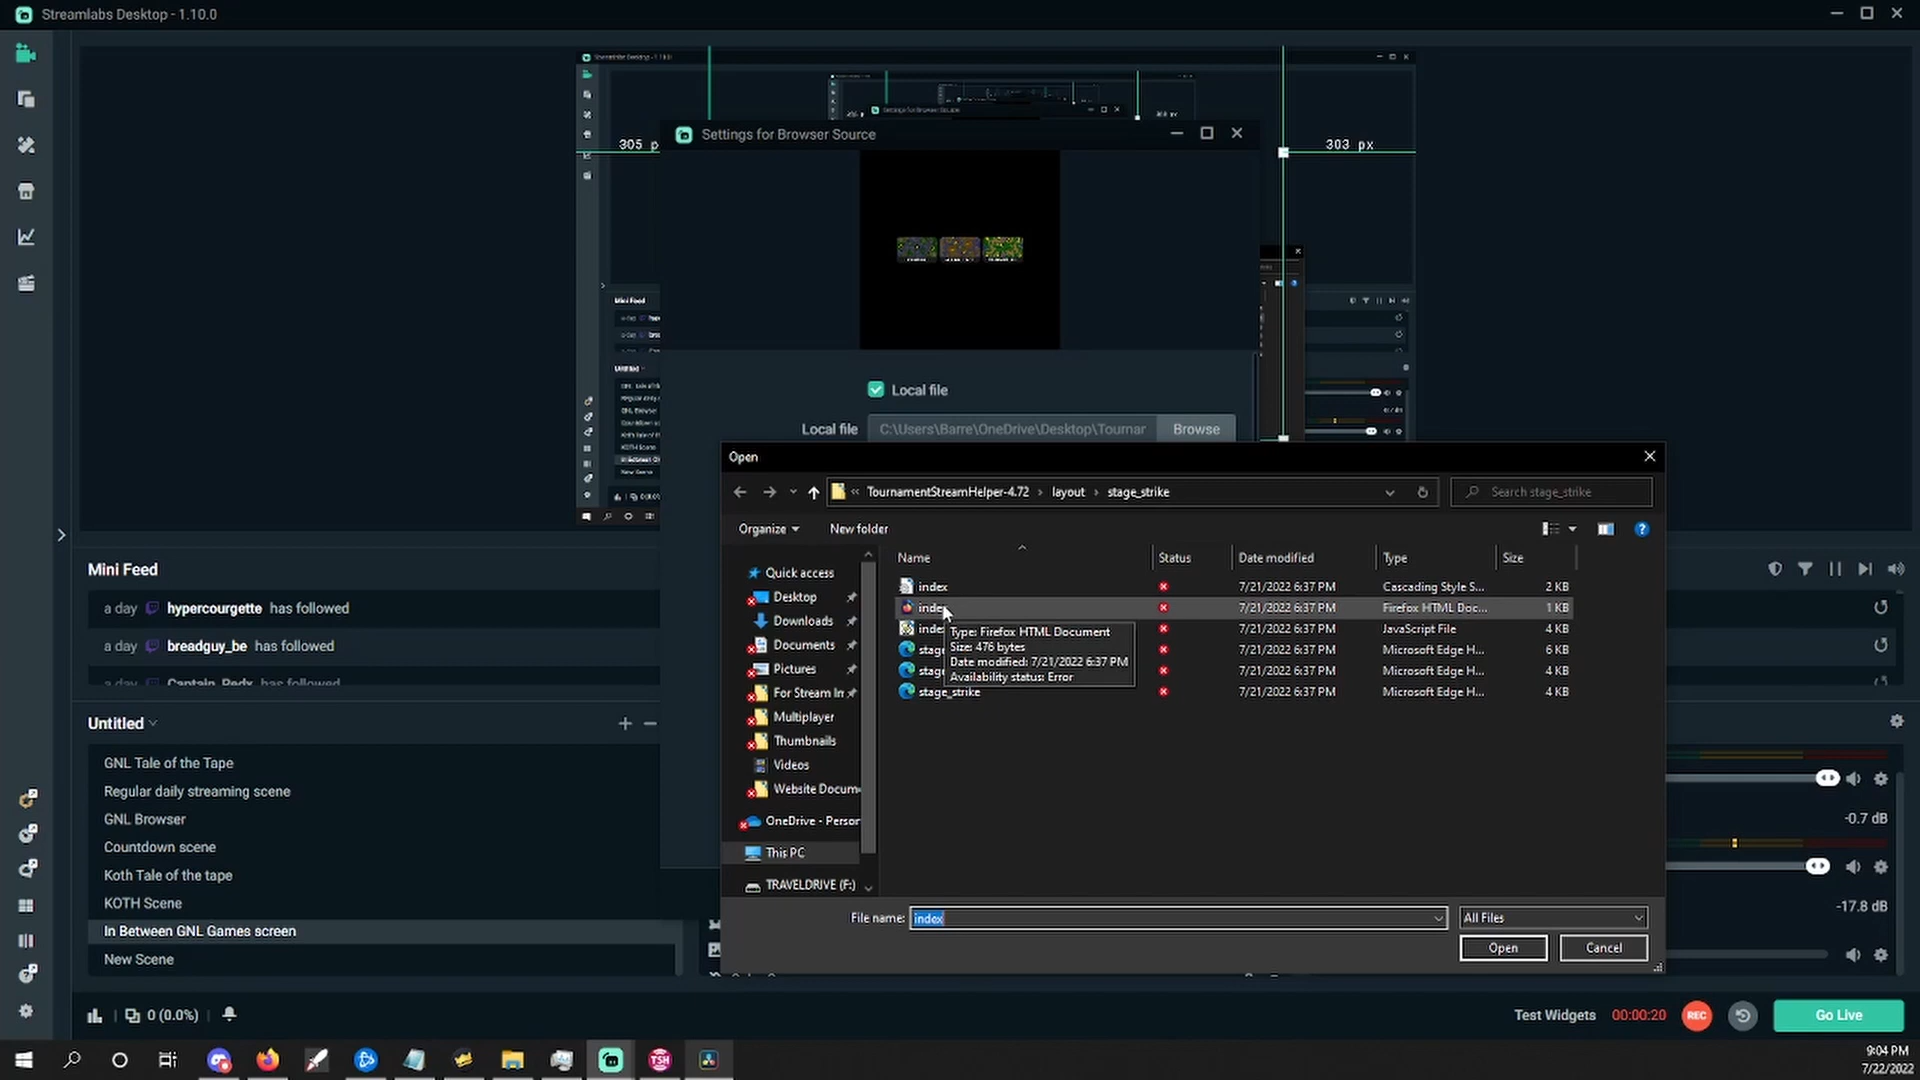 Streamlabs Desktop - 1.10.0
305 p
303 px
Settings for Browser Source
Local file
Local file
C:\Users\Barre\OneDrive\Desktop\Tournar
Browse
Mini Feed
a day hypercourgette has followed
a day breadguy_be has followed
a day Captain_Pedx has followed
Untitled
GNL Tale of the Tape
Regular daily streaming scene
GNL Browser
Countdown scene
Koth Tale of the tape
KOTH Scene
In Between GNL Games screen
New Scene
Open
TournamentStreamHelper-4.72 › layout › stage_strike
Search stage_strike
Organize
New folder
Name Status Date modified Type Size
Quick access
Desktop
Downloads
Documents
Pictures
For Stream In
Multiplayer
Thumbnails
Videos
Website Docum
OneDrive - Person
This PC
TRAVELDRIVE (F:)
index 7/21/2022 6:37 PM Cascading Style S... 2 KB
index 7/21/2022 6:37 PM Firefox HTML Doc... 1 KB
index 7/21/2022 6:37 PM JavaScript File 4 KB
stage 7/21/2022 6:37 PM Microsoft Edge H... 6 KB
stage 7/21/2022 6:37 PM Microsoft Edge H... 4 KB
stage_strike 7/21/2022 6:37 PM Microsoft Edge H... 4 KB
Type: Firefox HTML Document
Size: 476 bytes
Date modified: 7/21/2022 6:37 PM
Availability status: Error
File name: index
All Files
Open
Cancel
-0.7 dB
-17.8 dB
0 (0.0%)
Test Widgets
00:00:20
REC
Go Live
TSH
9:04 PM
7/22/2022